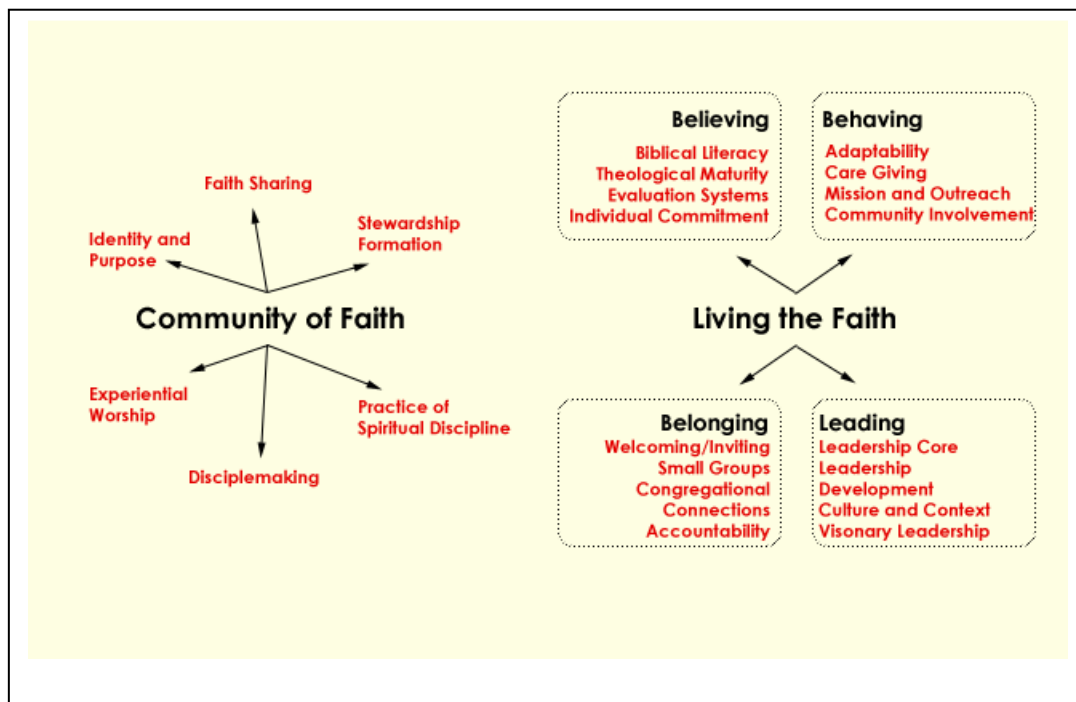 Faith Sharing
Identity and
Purpose
Stewardship
Formation
Community of Faith
Experiential
Worship
Practice of
Spiritual Discipline
Disciplemaking
Believing
Biblical Literacy
Theological Maturity
Evaluation Systems
Individual Commitment
Behaving
Adaptability
Care Giving
Mission and Outreach
Community Involvement
Living the Faith
Belonging
Welcoming/Inviting
Small Groups
Congregational
Connections
Accountability
Leading
Leadership Core
Leadership
Development
Culture and Context
Visonary Leadership